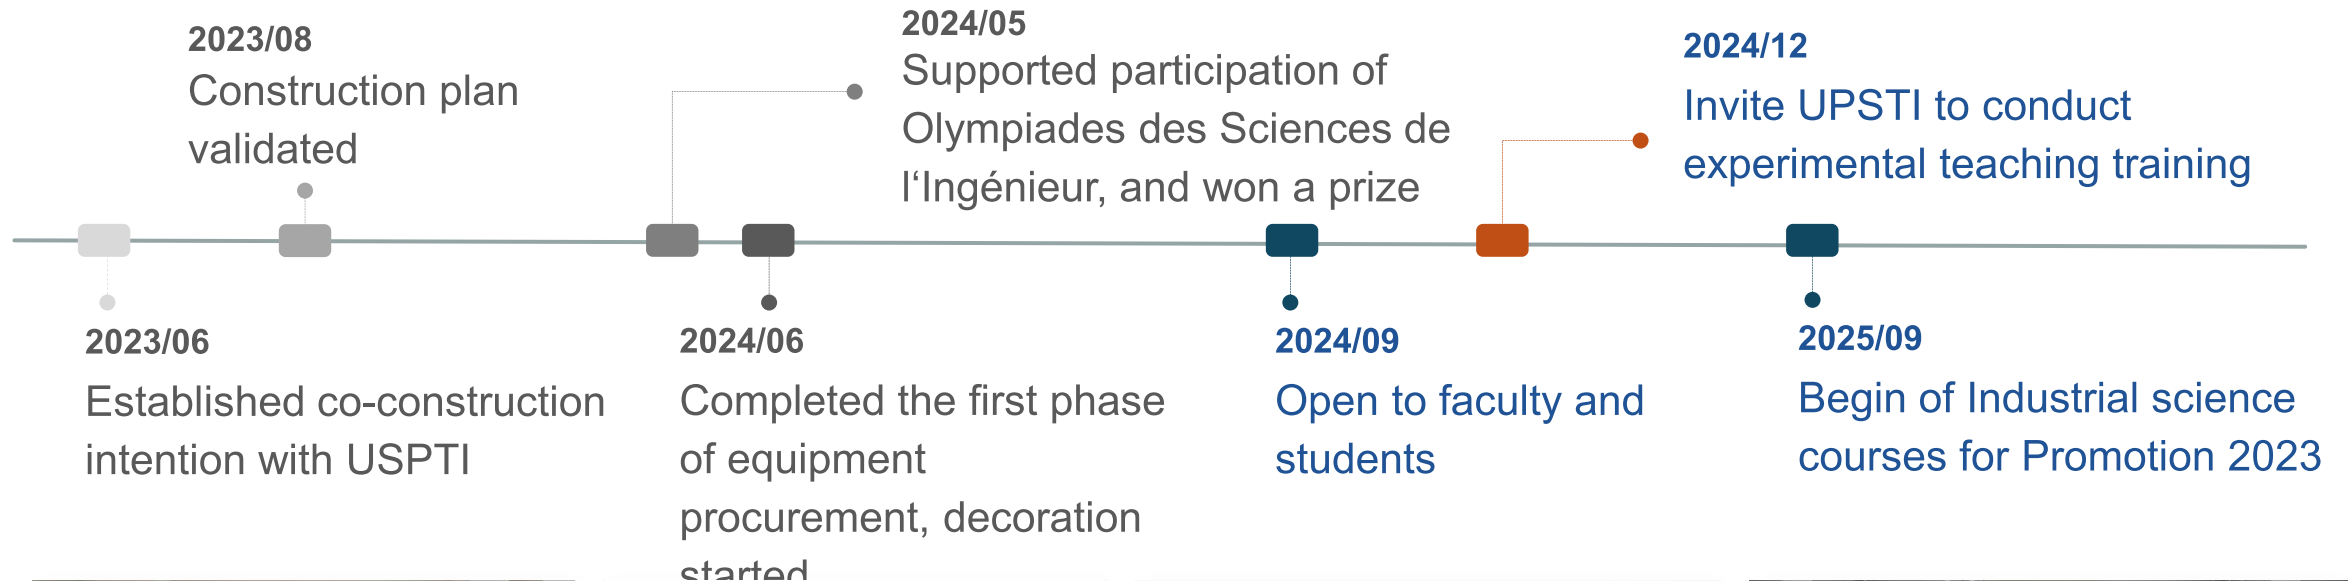 2023/08
Construction plan
validated
2024/05
Supported participation of
Olympiades des Sciences de
l‘Ingénieur, and won a prize
2024/12
Invite UPSTI to conduct
experimental teaching training
2023/06
Established co-construction
intention with USPTI
2024/06
Completed the first phase
of equipment
procurement, decoration
started
2024/09
Open to faculty and
students
2025/09
Begin of Industrial science
courses for Promotion 2023